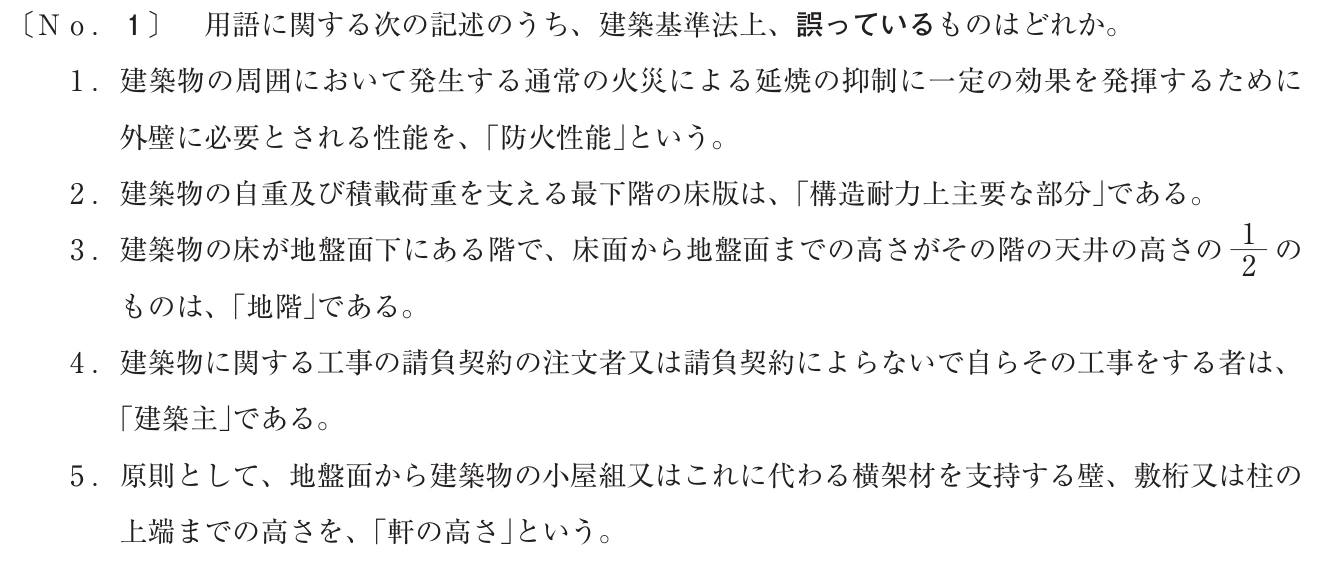 〔Ｎｏ．１〕　用語に関する次の記述のうち、建築基準法上、誤っているものはどれか。
１．建築物の周囲において発生する通常の火災による延焼の抑制に一定の効果を発揮するために
外壁に必要とされる性能を、「防火性能」という。
２．建築物の自重及び積載荷重を支える最下階の床版は、「構造耐力上主要な部分」である。
３．建築物の床が地盤面下にある階で、床面から地盤面までの高さがその階の天井の高さの 1/2 の
ものは、「地階」である。
４．建築物に関する工事の請負契約の注文者又は請負契約によらないで自らその工事をする者は、
「建築主」である。
５．原則として、地盤面から建築物の小屋組又はこれに代わる横架材を支持する壁、敷桁又は柱の
上端までの高さを、「軒の高さ」という。